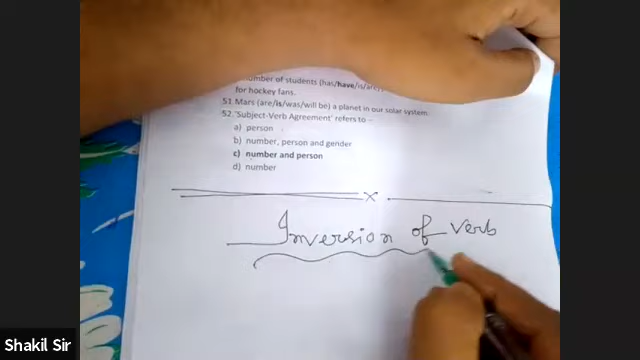 number of students (has/have/is/are)
for hockey fans.
51. Mars (are/is/was/will be) a planet in our solar system.
52. 'Subject-Verb Agreement' refers to –
a) person
b) number, person and gender
c) number and person
d) number
x
Inversion of verb
Shakil Sir